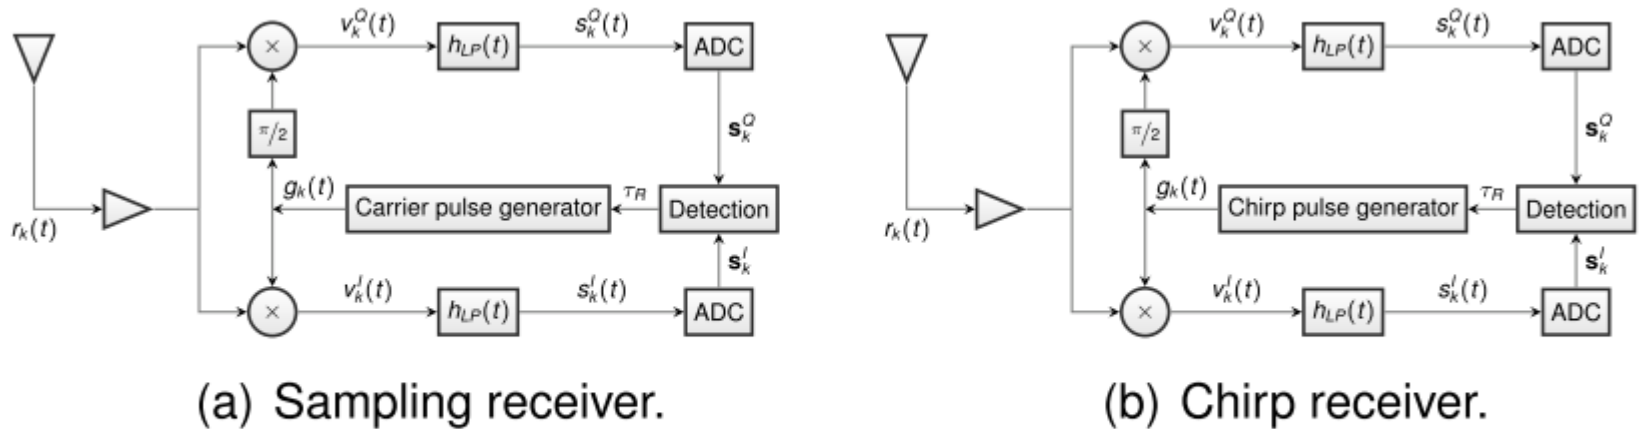 v_k^Q(t) s_k^Q(t)
× h_LP(t) ADC
π/2 s_k^Q
g_k(t) Carrier pulse generator τ_R Detection
r_k(t)
s_k^I
v_k^I(t) s_k^I(t)
× h_LP(t) ADC
(a) Sampling receiver.
v_k^Q(t) s_k^Q(t)
× h_LP(t) ADC
π/2 s_k^Q
g_k(t) Chirp pulse generator τ_R Detection
r_k(t)
s_k^I
v_k^I(t) s_k^I(t)
× h_LP(t) ADC
(b) Chirp receiver.